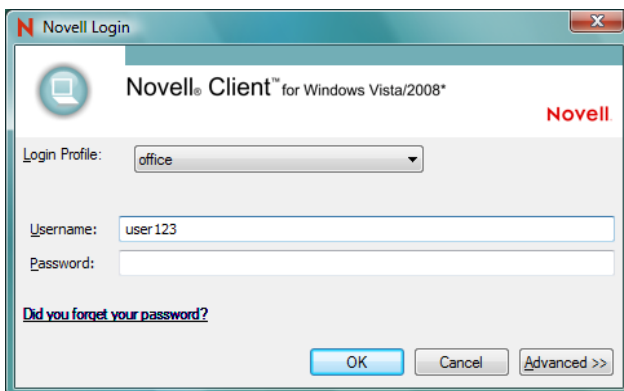 Novell Login
Novell® Client™ for Windows Vista/2008*
Novell.
Login Profile: office
Username: user123
Password:
Did you forget your password?
OK Cancel Advanced >>